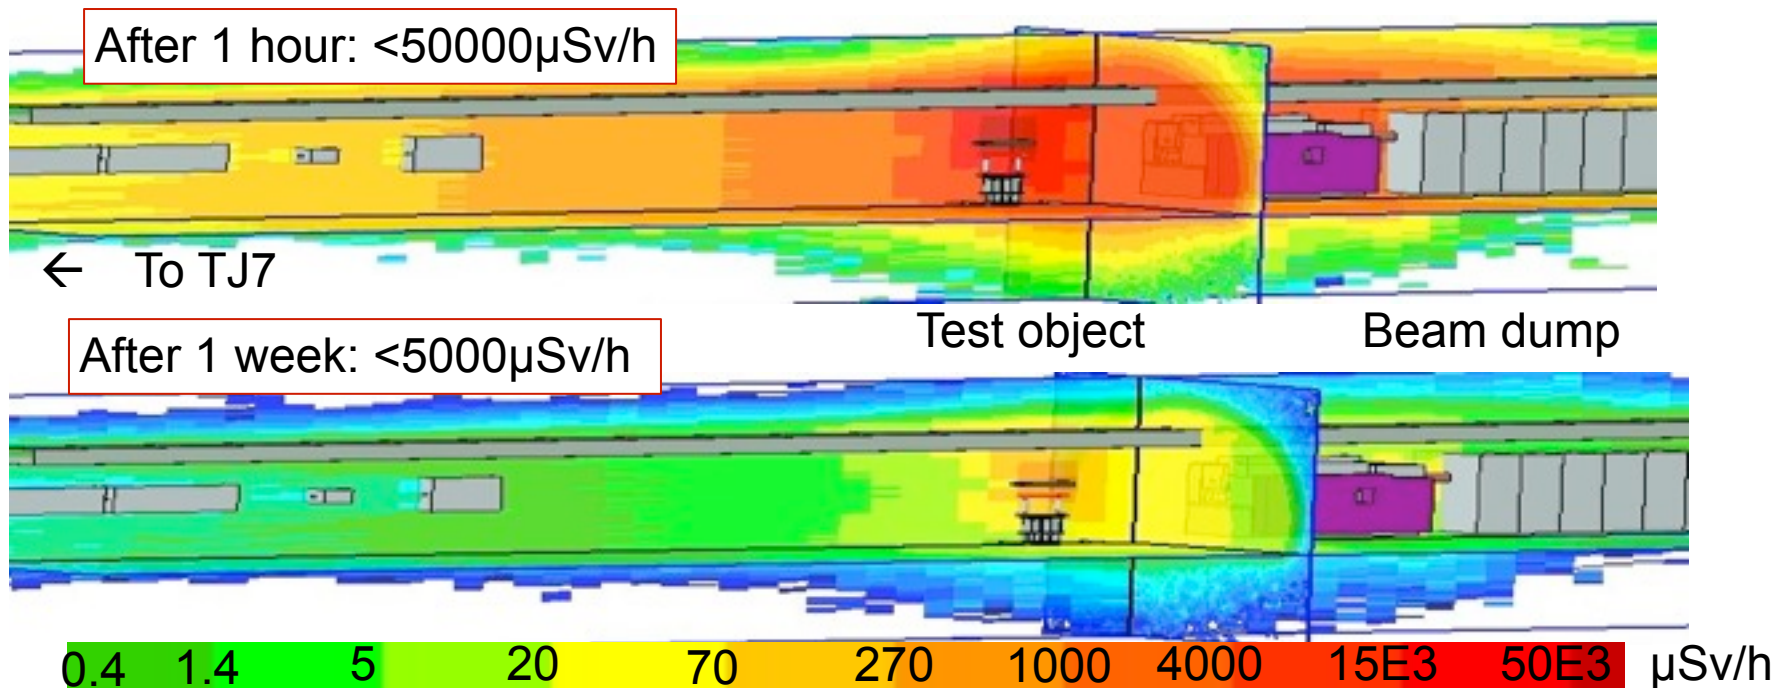 After 1 hour: <50000µSv/h
← To TJ7
Test object Beam dump
After 1 week: <5000µSv/h
0.4 1.4 5 20 70 270 1000 4000 15E3 50E3 µSv/h